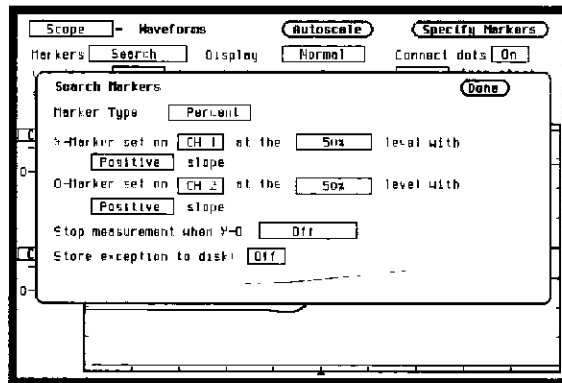 Scope - Waveforms Autoscale Specify Markers
Markers Search Display Normal Connect dots On
Search Markers Done
Marker Type Percent
X-Marker set on CH 1 at the 50% level with
Positive slope
O-Marker set on CH 2 at the 50% level with
Positive slope
Stop measurement when X-O Off
Store exception to disk: Off